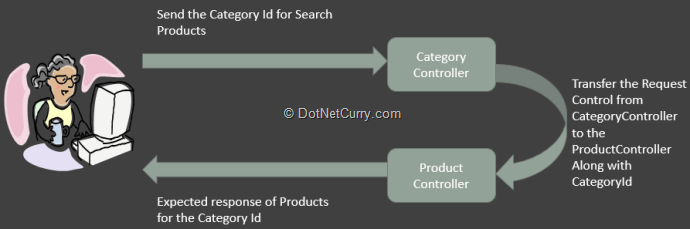 Send the Category Id for Search
Products
Category
Controller
Transfer the Request
Control from
CategoryController
to the
ProductController
Along with
CategoryId
© DotNetCurry.com
Product
Controller
Expected response of Products
for the Category Id